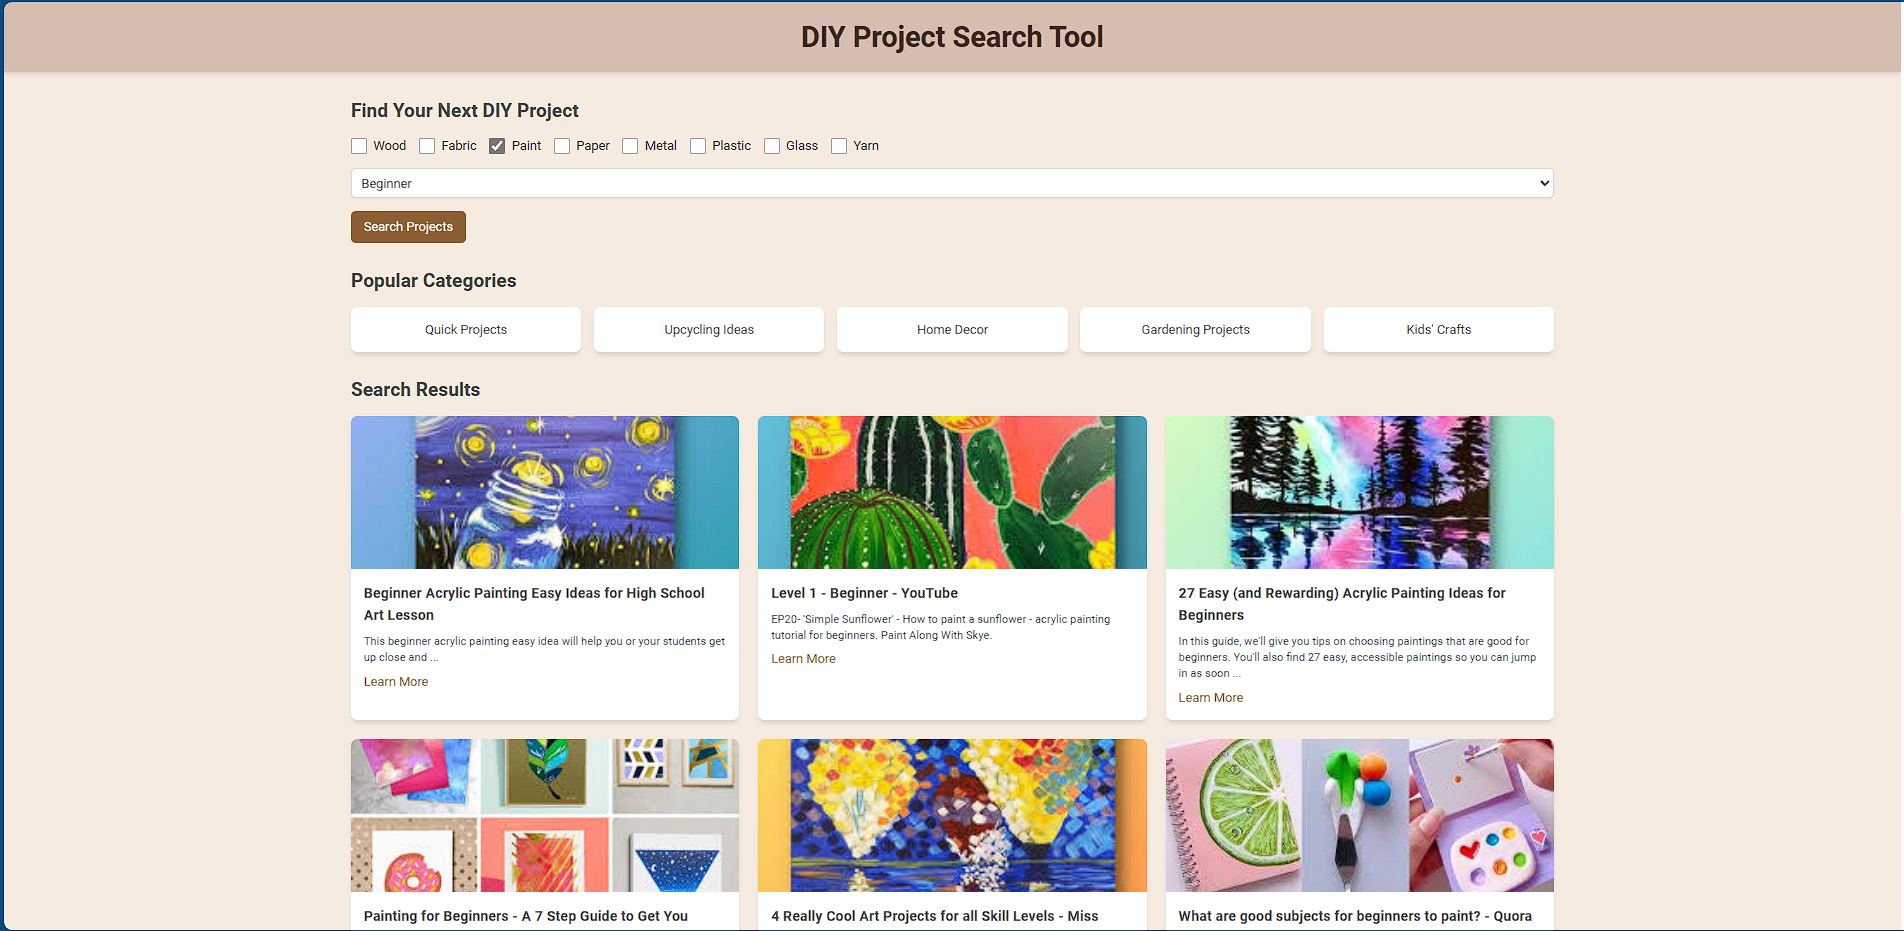 DIY Project Search Tool
Find Your Next DIY Project
Wood Fabric Paint Paper Metal Plastic Glass Yarn
Beginner
Search Projects
Popular Categories
Quick Projects
Upcycling Ideas
Home Decor
Gardening Projects
Kids' Crafts
Search Results
Beginner Acrylic Painting Easy Ideas for High School
Art Lesson
This beginner acrylic painting easy idea will help you or your students get
up close and ...
Learn More
Level 1 - Beginner - YouTube
EP20- 'Simple Sunflower' - How to paint a sunflower - acrylic painting
tutorial for beginners. Paint Along With Skye.
Learn More
27 Easy (and Rewarding) Acrylic Painting Ideas for
Beginners
In this guide, we'll give you tips on choosing paintings that are good for
beginners. You'll also find 27 easy, accessible paintings so you can jump
in as soon ...
Learn More
Painting for Beginners - A 7 Step Guide to Get You
4 Really Cool Art Projects for all Skill Levels - Miss
What are good subjects for beginners to paint? - Quora